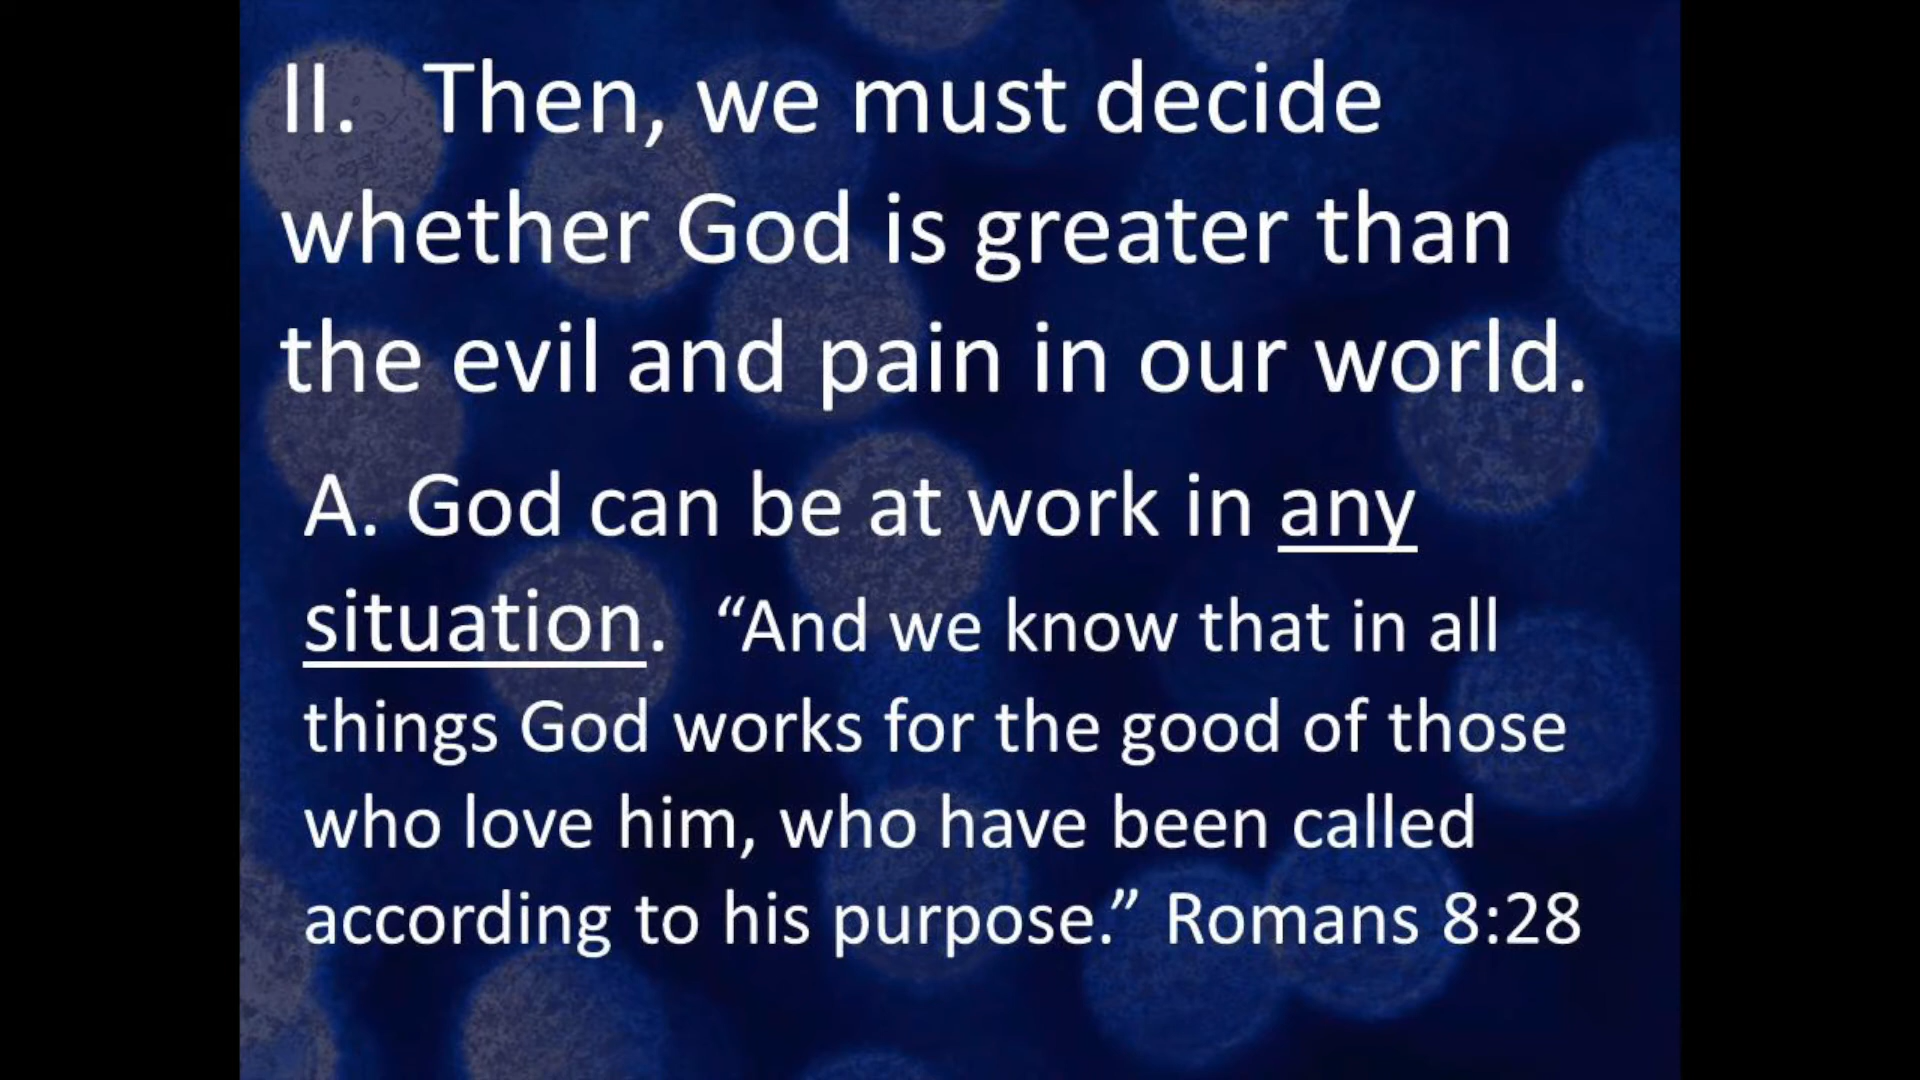 II. Then, we must decide
whether God is greater than
the evil and pain in our world.
A. God can be at work in any
situation. “And we know that in all
things God works for the good of those
who love him, who have been called
according to his purpose.” Romans 8:28